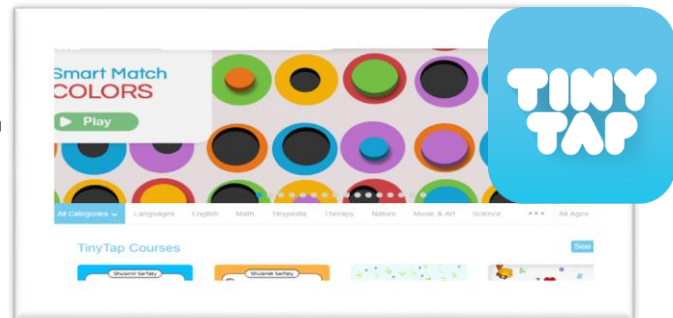 Smart Match
COLORS
Play
TINY
TAP
All Categories Languages English Math Tinypedia Therapy Nature Music & Art Science ••• All Ages
TinyTap Courses
See
Shulamit Serfaty
Shulamit Serfaty